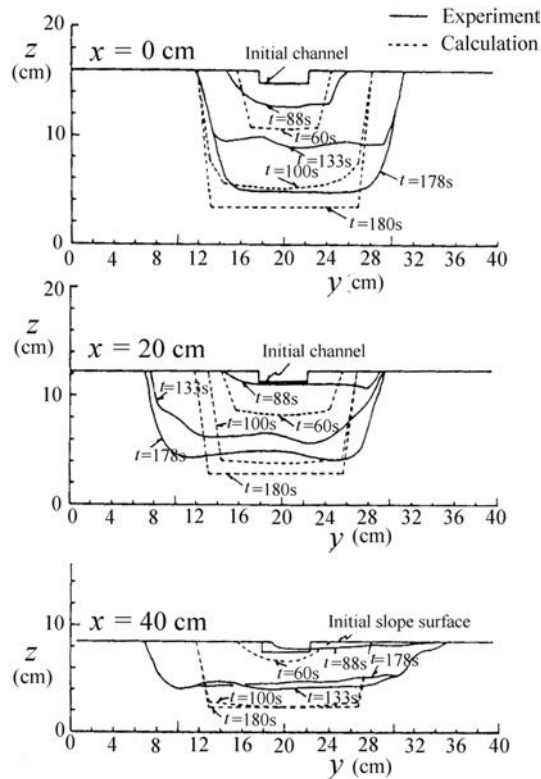 Experiment
Calculation
z
(cm)
x = 0 cm
Initial channel
t=88s
t=60s
t=133s
t=100s
t=178s
t=180s
20
10
0
0 4 8 12 16 20 24 28 32 36 40
y (cm)
z
(cm)
x = 20 cm
Initial channel
t=133s
t=88s
t=100s
t=60s
t=178s
t=180s
20
10
0
0 4 8 12 16 20 24 28 32 36 40
y (cm)
z
(cm)
x = 40 cm
Initial slope surface
t=88s
t=178s
t=60s
t=100s
t=133s
t=180s
10
0
0 4 8 12 16 20 24 28 32 36 40
y (cm)